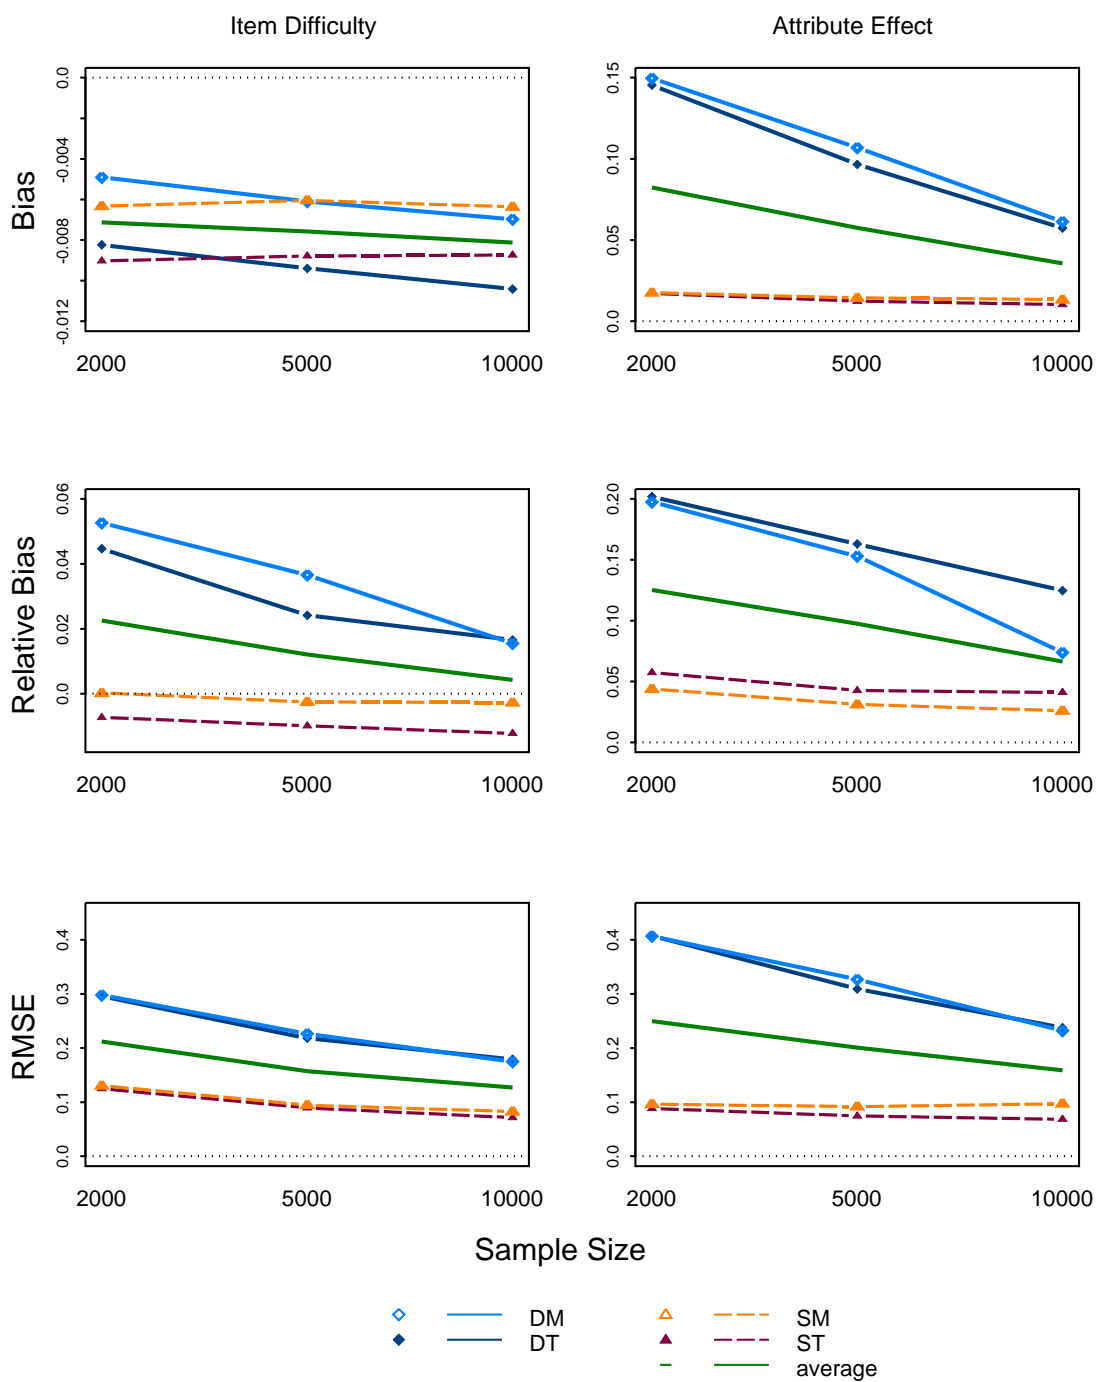 Item Difficulty
Attribute Effect
Bias
0.0
-0.004
-0.008
-0.012
2000 5000 10000
0.15
0.10
0.05
0.0
2000 5000 10000
Relative Bias
0.06
0.04
0.02
0.0
2000 5000 10000
0.20
0.15
0.10
0.05
0.0
2000 5000 10000
RMSE
0.4
0.3
0.2
0.1
0.0
2000 5000 10000
0.4
0.3
0.2
0.1
0.0
2000 5000 10000
Sample Size
DM
DT
SM
ST
average